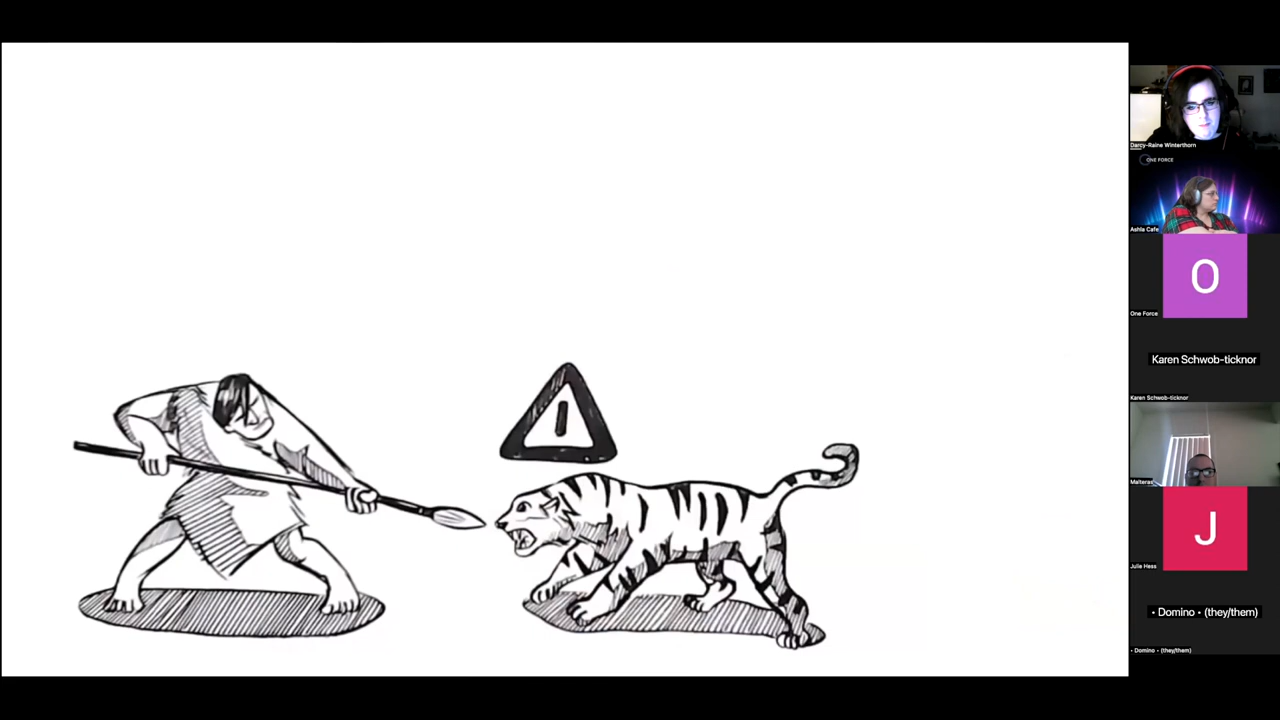 Darcy-Raine Winterthorn
ONE FORCE
Ashla Cafe
O
One Force
Karen Schwob-ticknor
Karen Schwob-ticknor
Malteras
J
Julie Hess
• Domino • (they/them)
• Domino • (they/them)